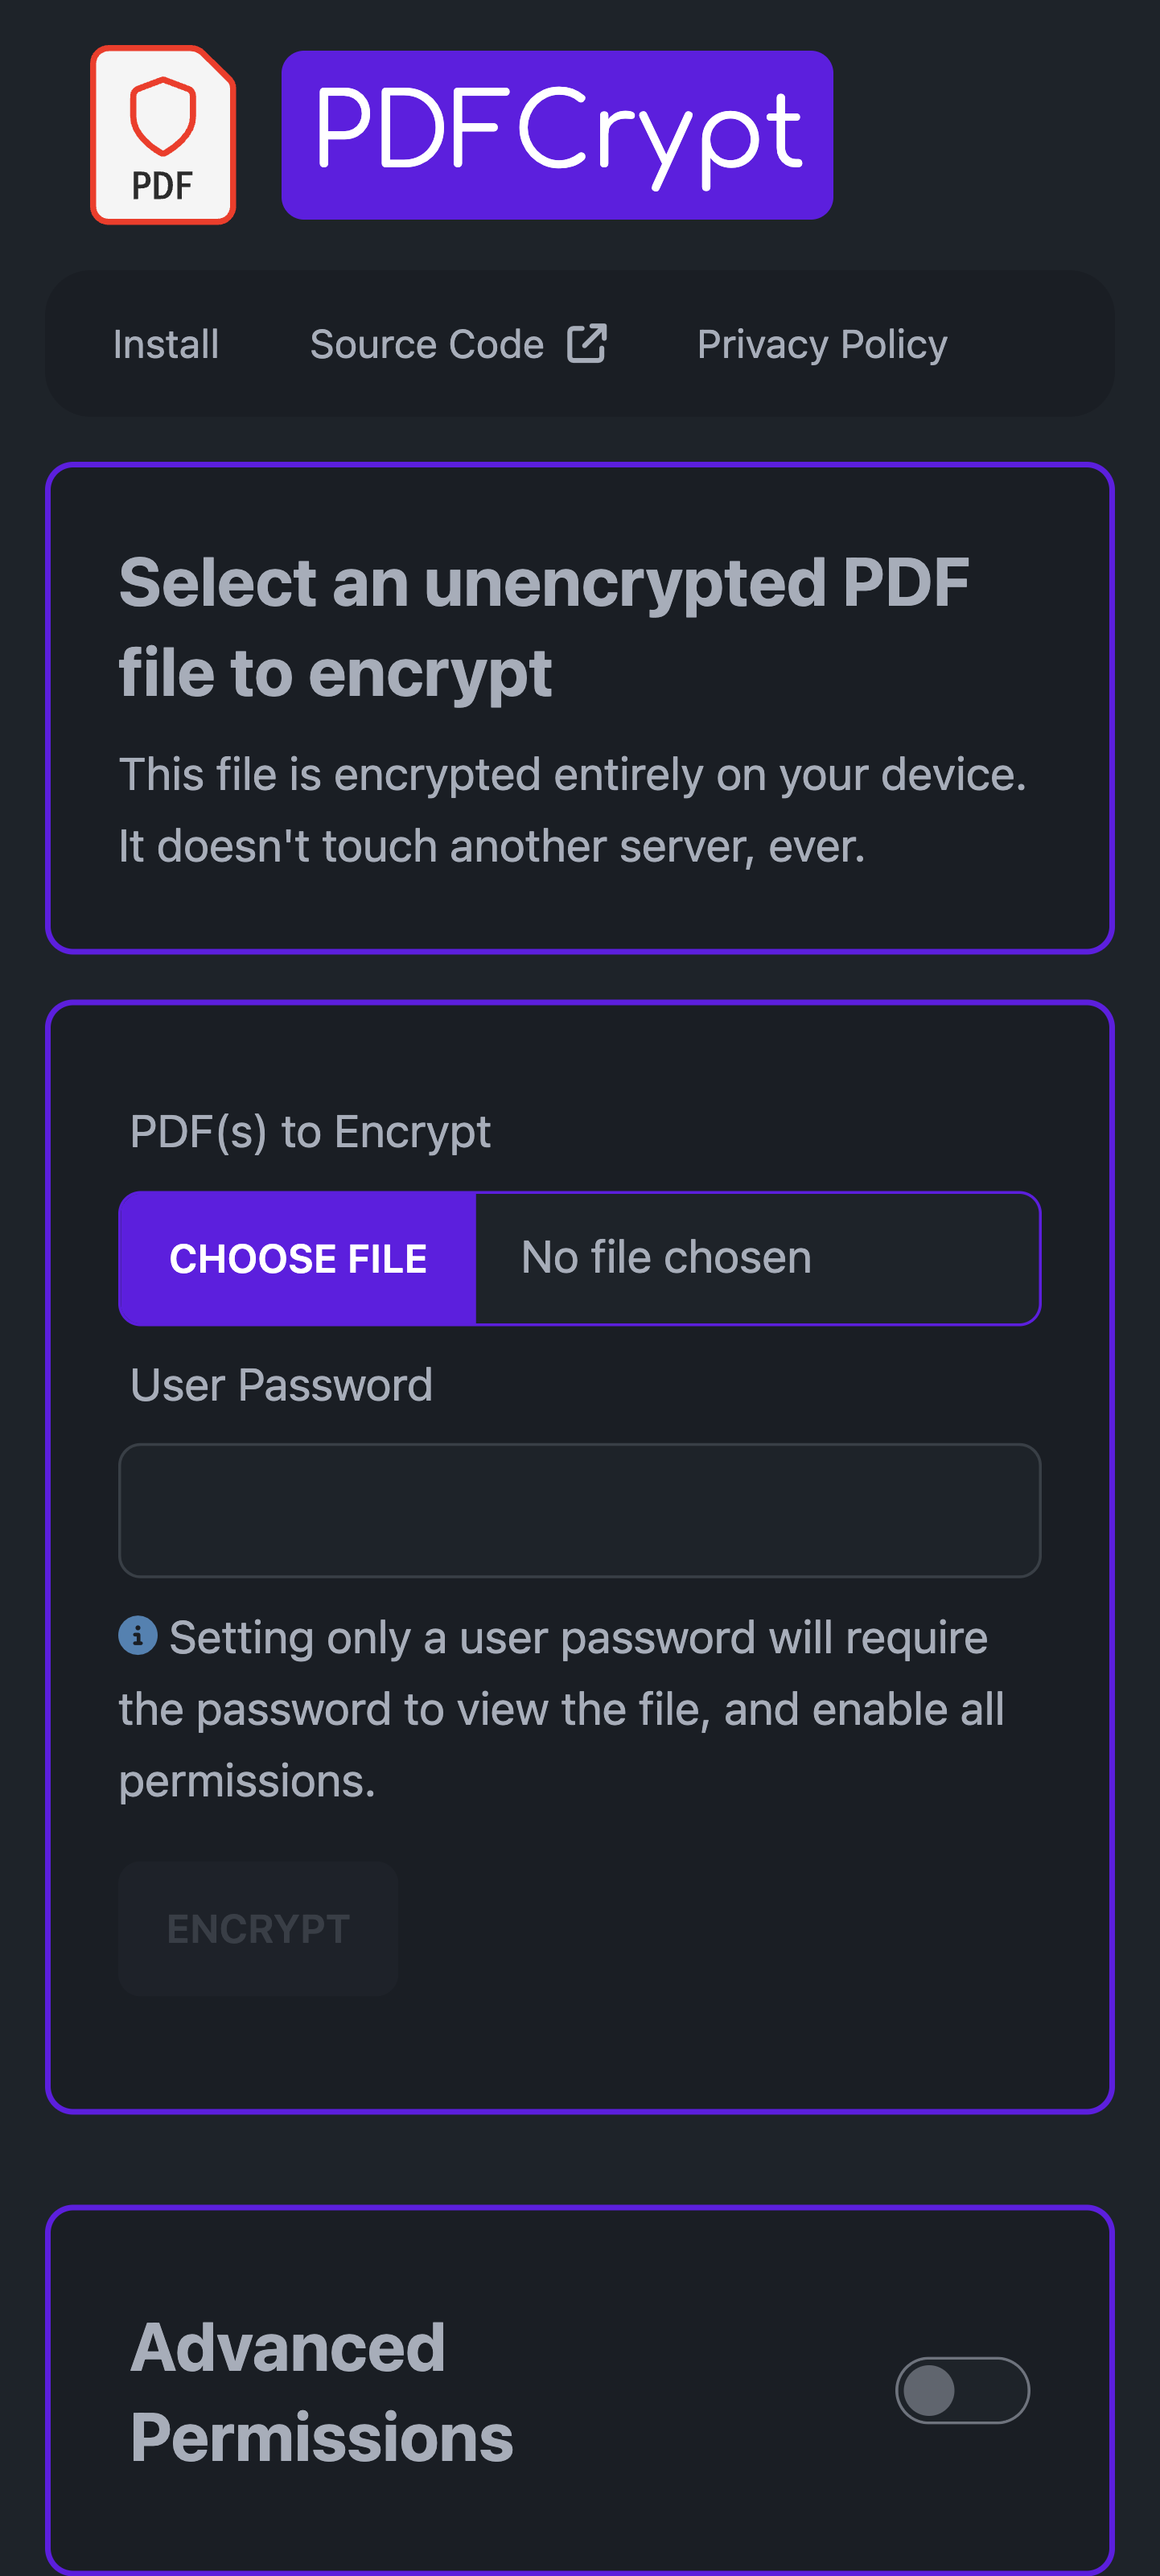 PDF
PDFCrypt
Install
Source Code
Privacy Policy
Select an unencrypted PDF
file to encrypt
This file is encrypted entirely on your device.
It doesn't touch another server, ever.
PDF(s) to Encrypt
CHOOSE FILE
No file chosen
User Password
Setting only a user password will require
the password to view the file, and enable all
permissions.
ENCRYPT
Advanced
Permissions